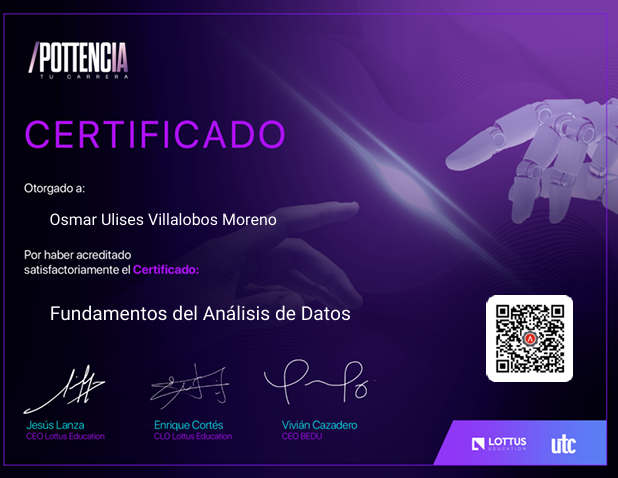 /POTTENCIA
TU CARRERA
CERTIFICADO
Otorgado a:
Osmar Ulises Villalobos Moreno
Por haber acreditado
satisfactoriamente el Certificado:
Fundamentos del Análisis de Datos
Jesús Lanza
CEO Lottus Education
Enrique Cortés
CLO Lottus Education
Vivián Cazadero
CEO BEDU
LOTTUS
EDUCATION
utc